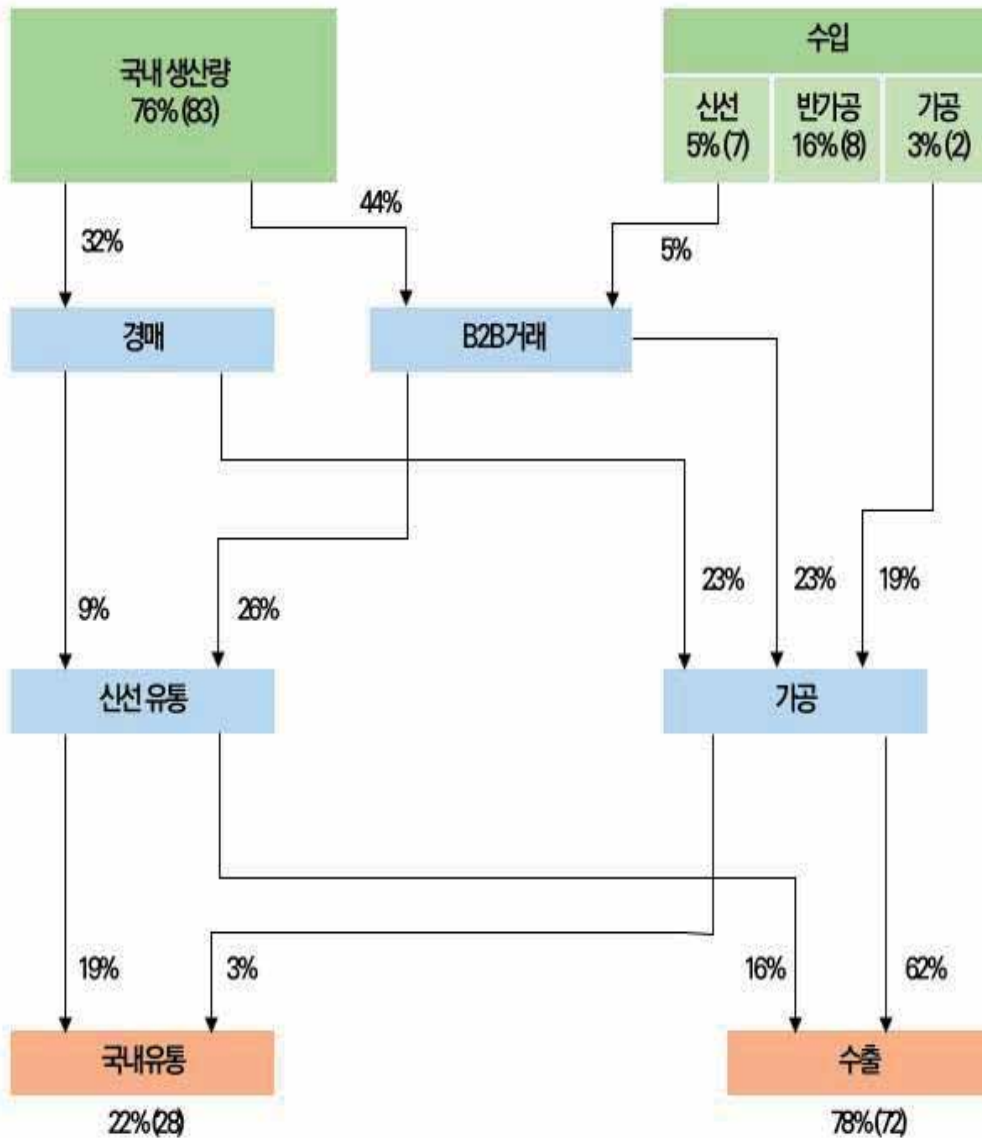 국내 생산량
76% (83)
수입
신선
5% (7)
반가공
16% (8)
가공
3% (2)
32%
44%
5%
경매
B2B거래
9%
26%
23%
23%
19%
신선 유통
가공
19%
3%
16%
62%
국내유통
수출
22% (28)
78% (72)